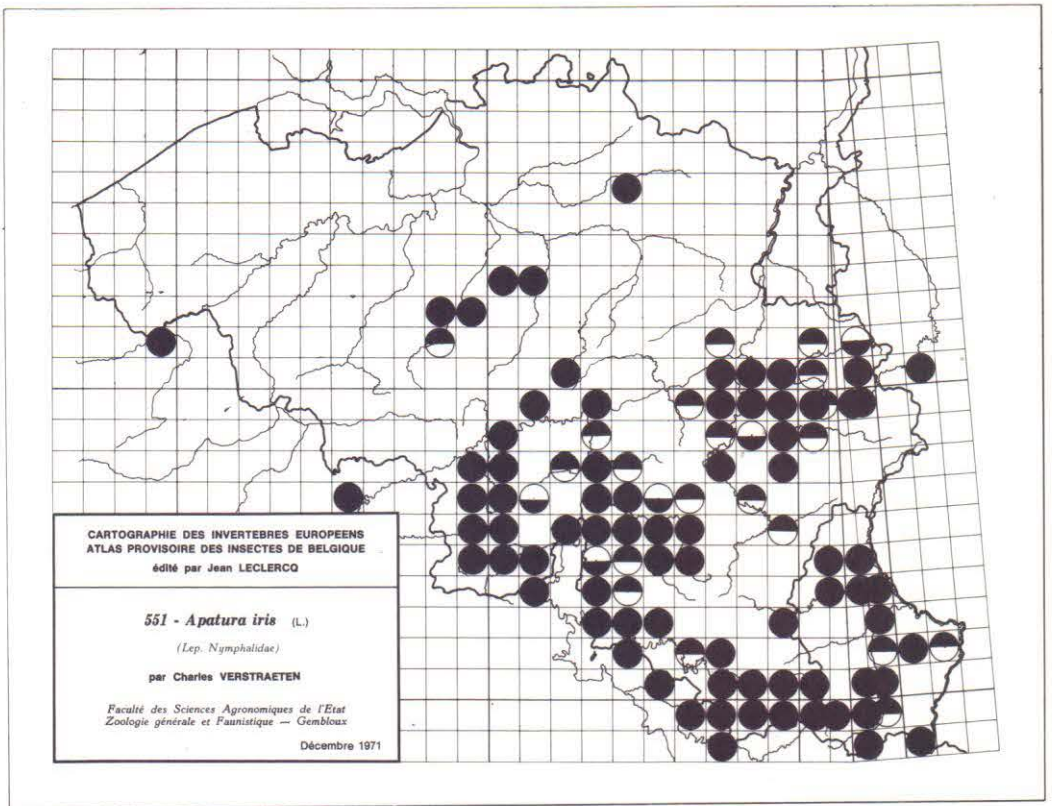 CARTOGRAPHIE DES INVERTEBRES EUROPEENS
ATLAS PROVISOIRE DES INSECTES DE BELGIQUE
édité par Jean LECLERCQ
551 - Apatura iris (L.)
(Lep. Nymphalidae)
par Charles VERSTRAETEN
Faculté des Sciences Agronomiques de l'Etat
Zoologie générale et Faunistique — Gembloux
Décembre 1971